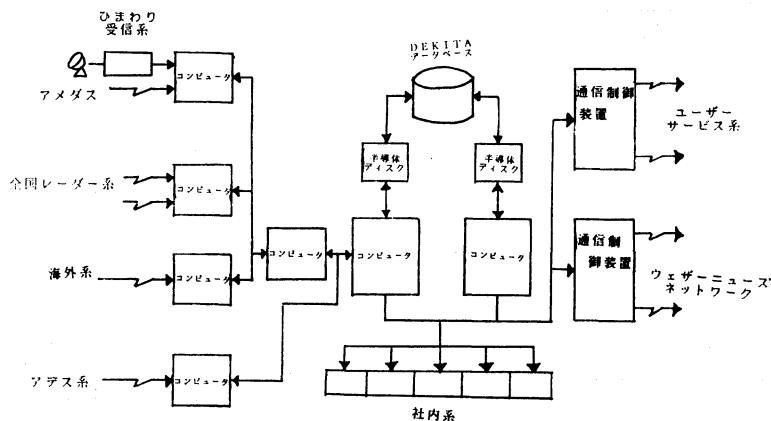 ひまわり
受信系
コンピュータ
アメダス
全国レーダー系
コンピュータ
海外系
コンピュータ
アデス系
コンピュータ
コンピュータ
DEKITA
データベース
半導体
ディスク
半導体
ディスク
コンピュータ
コンピュータ
社内系
通信制御
装置
ユーザー
サービス系
通信制
御装置
ウェザーニューズ
ネットワーク